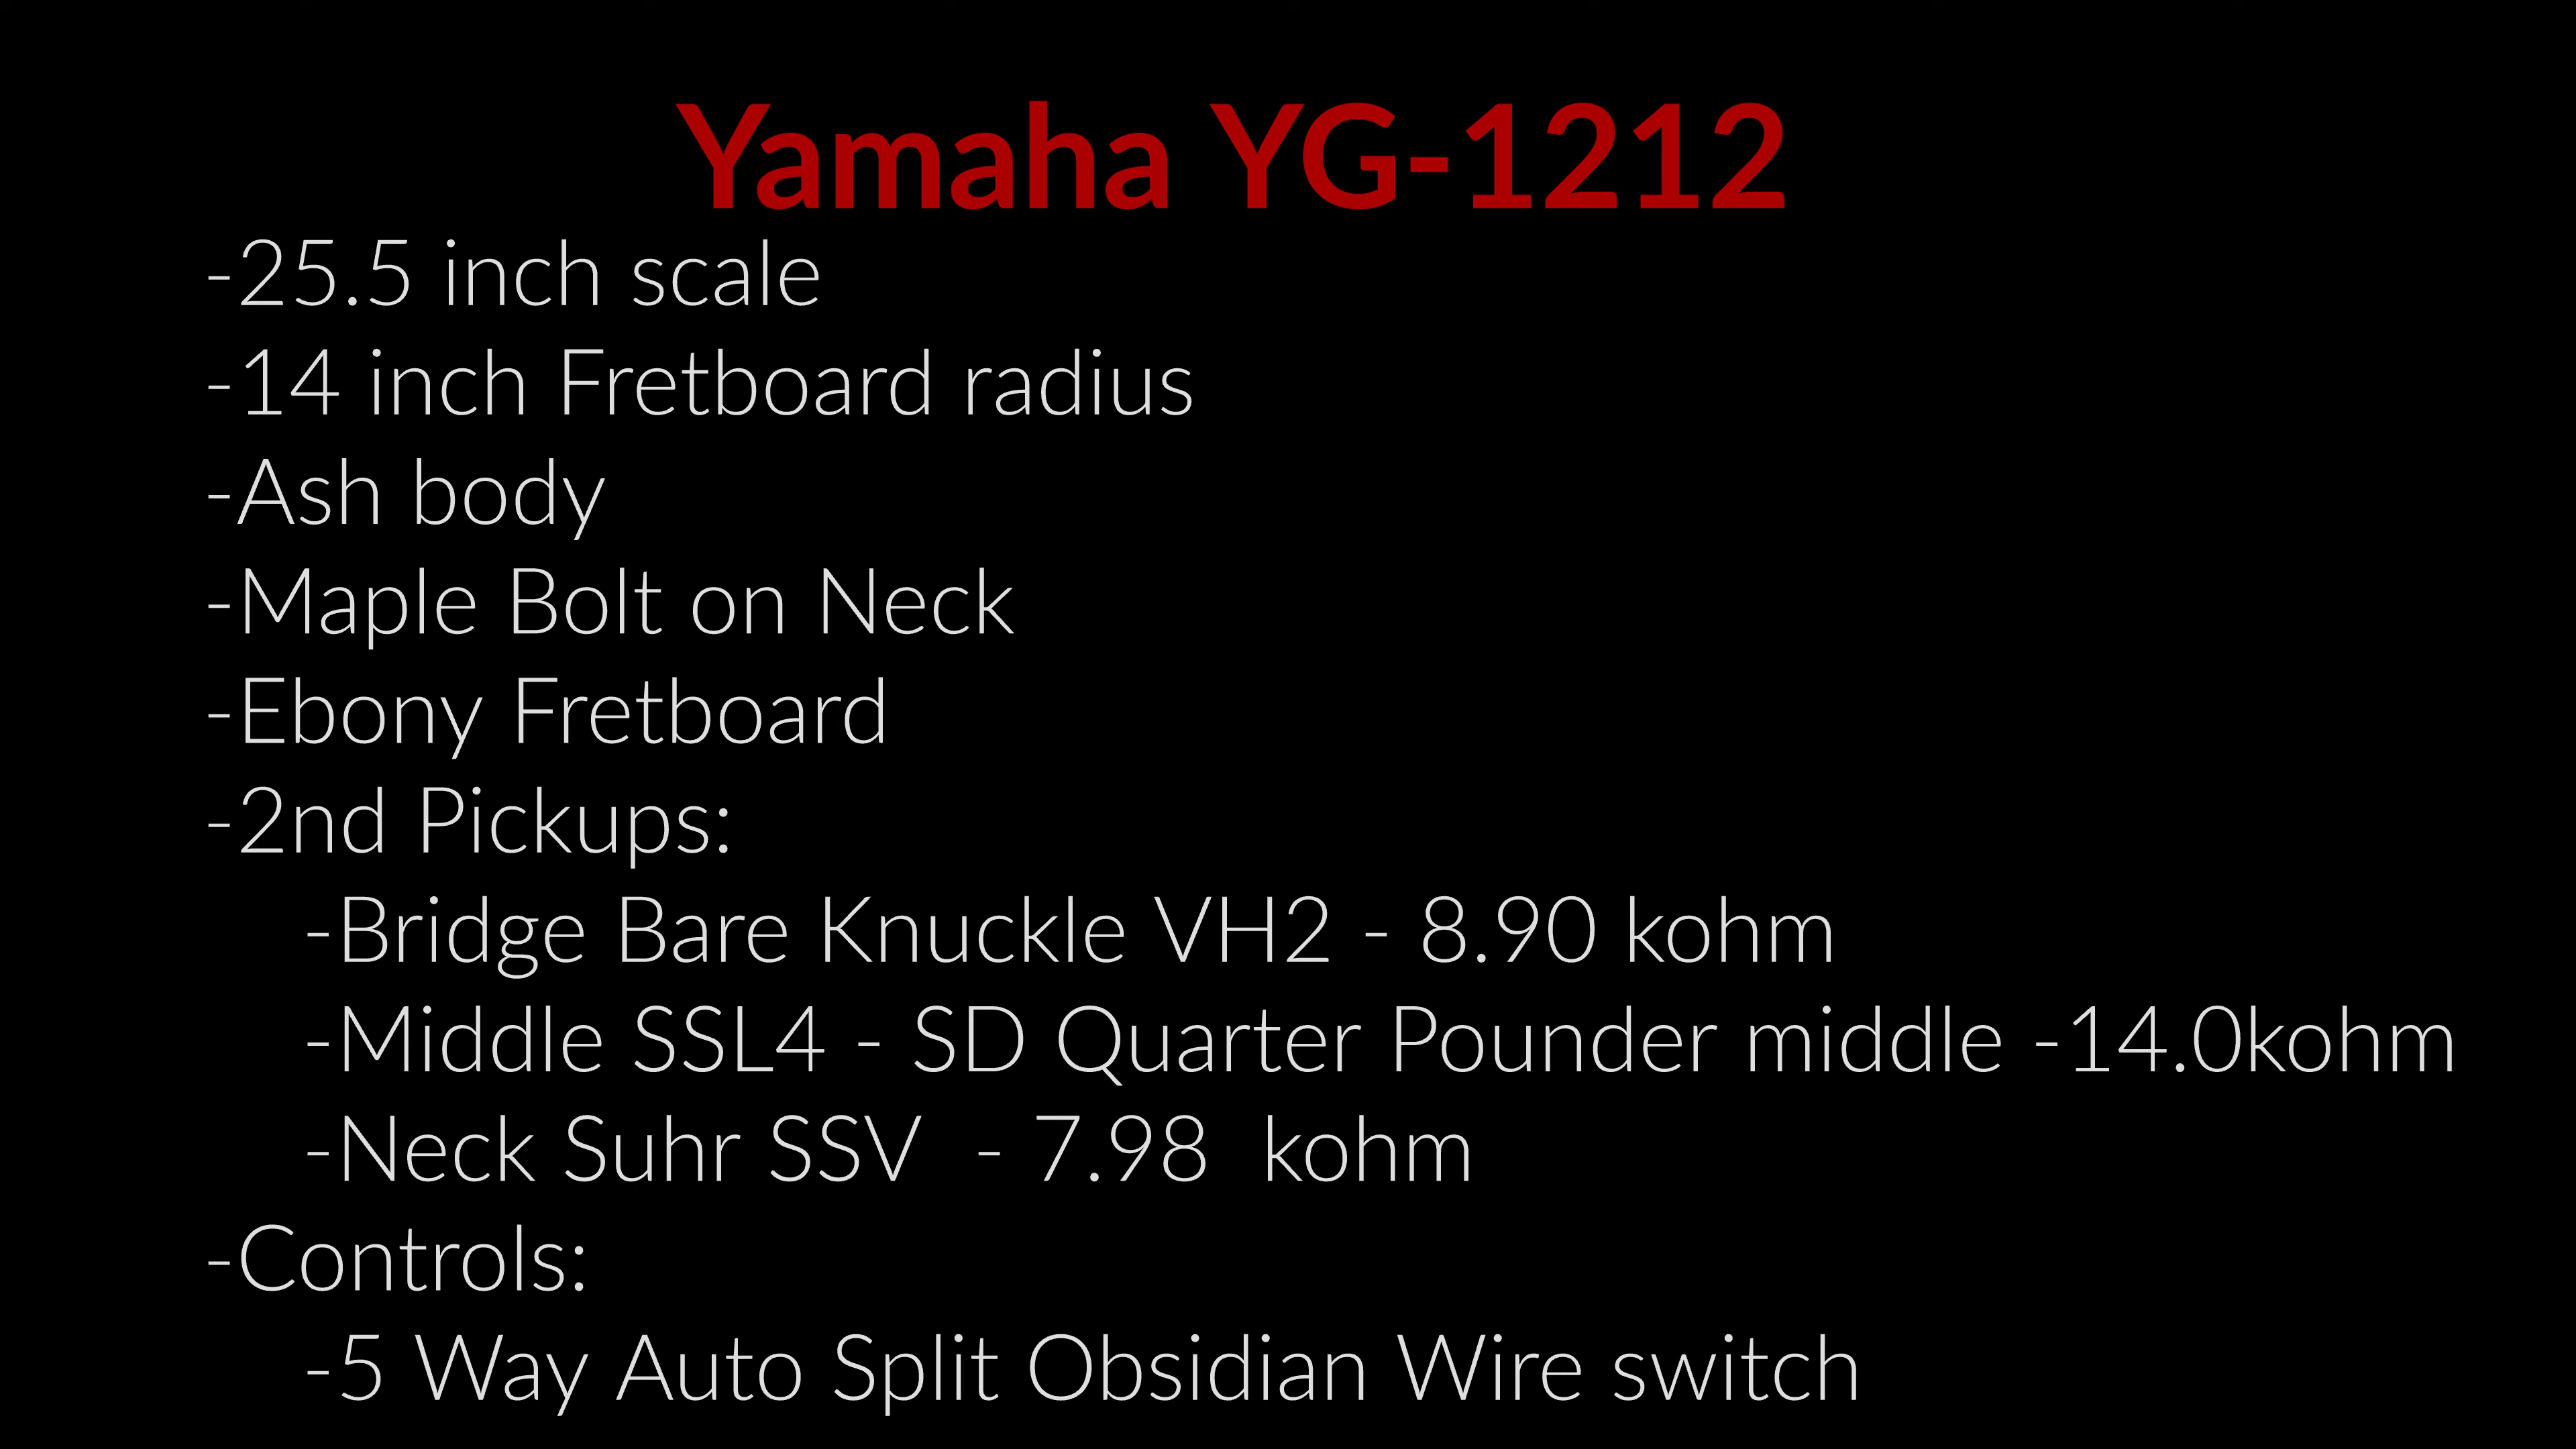 Yamaha YG-1212
-25.5 inch scale
-14 inch Fretboard radius
-Ash body
-Maple Bolt on Neck
-Ebony Fretboard
-2nd Pickups:
-Bridge Bare Knuckle VH2 - 8.90 kohm
-Middle SSL4 - SD Quarter Pounder middle -14.0kohm
-Neck Suhr SSV - 7.98 kohm
-Controls:
-5 Way Auto Split Obsidian Wire switch